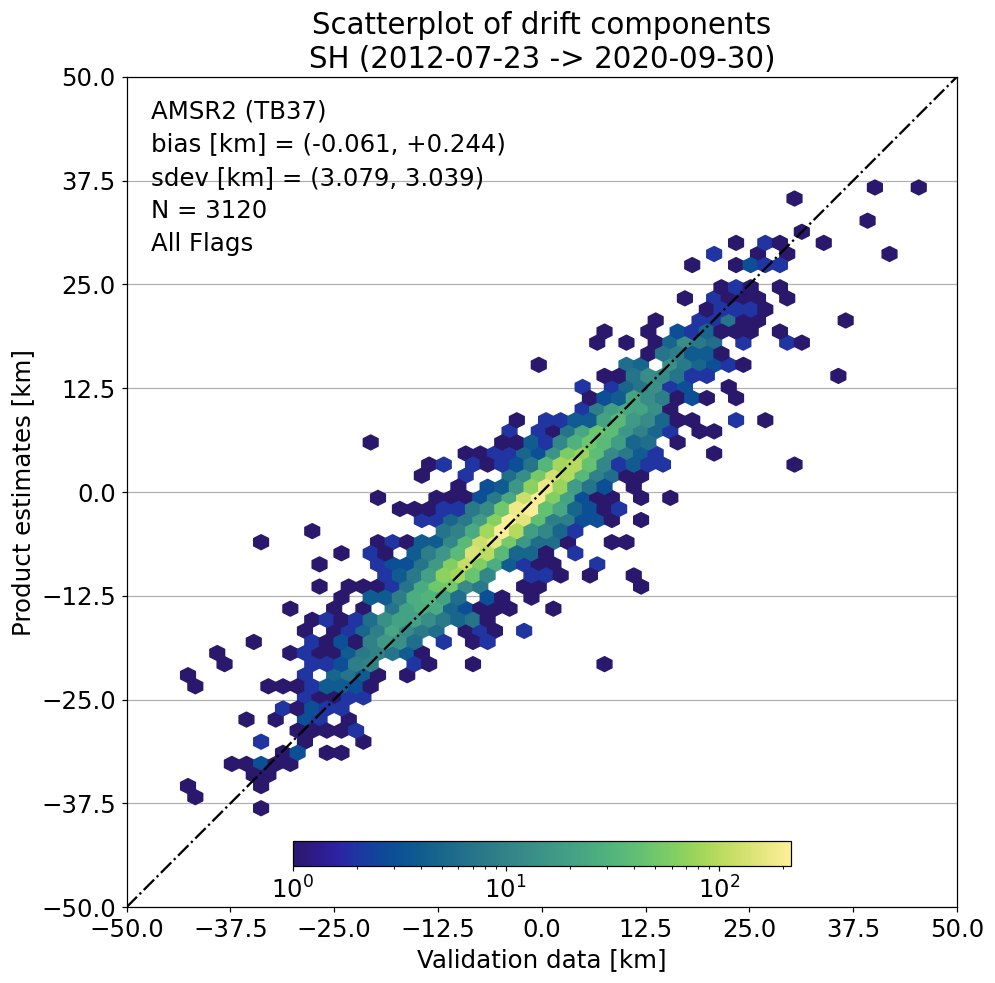 Scatterplot of drift components
SH (2012-07-23 -> 2020-09-30)
50.0
AMSR2 (TB37)
bias [km] = (-0.061, +0.244)
37.5
sdev [km] = (3.079, 3.039)
N = 3120
All Flags
25.0
12.5
0.0
−12.5
−25.0
−37.5
−50.0
Product estimates [km]
10⁰ 10¹ 10²
−50.0 −37.5 −25.0 −12.5 0.0 12.5 25.0 37.5 50.0
Validation data [km]